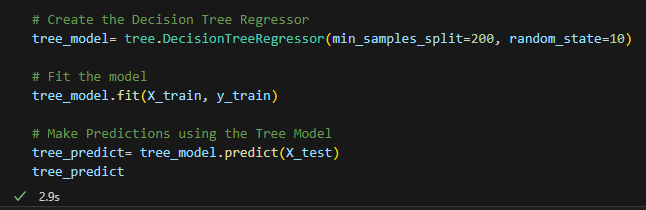 # Create the Decision Tree Regressor
tree_model= tree.DecisionTreeRegressor(min_samples_split=200, random_state=10)
# Fit the model
tree_model.fit(X_train, y_train)
# Make Predictions using the Tree Model
tree_predict= tree_model.predict(X_test)
tree_predict
2.9s